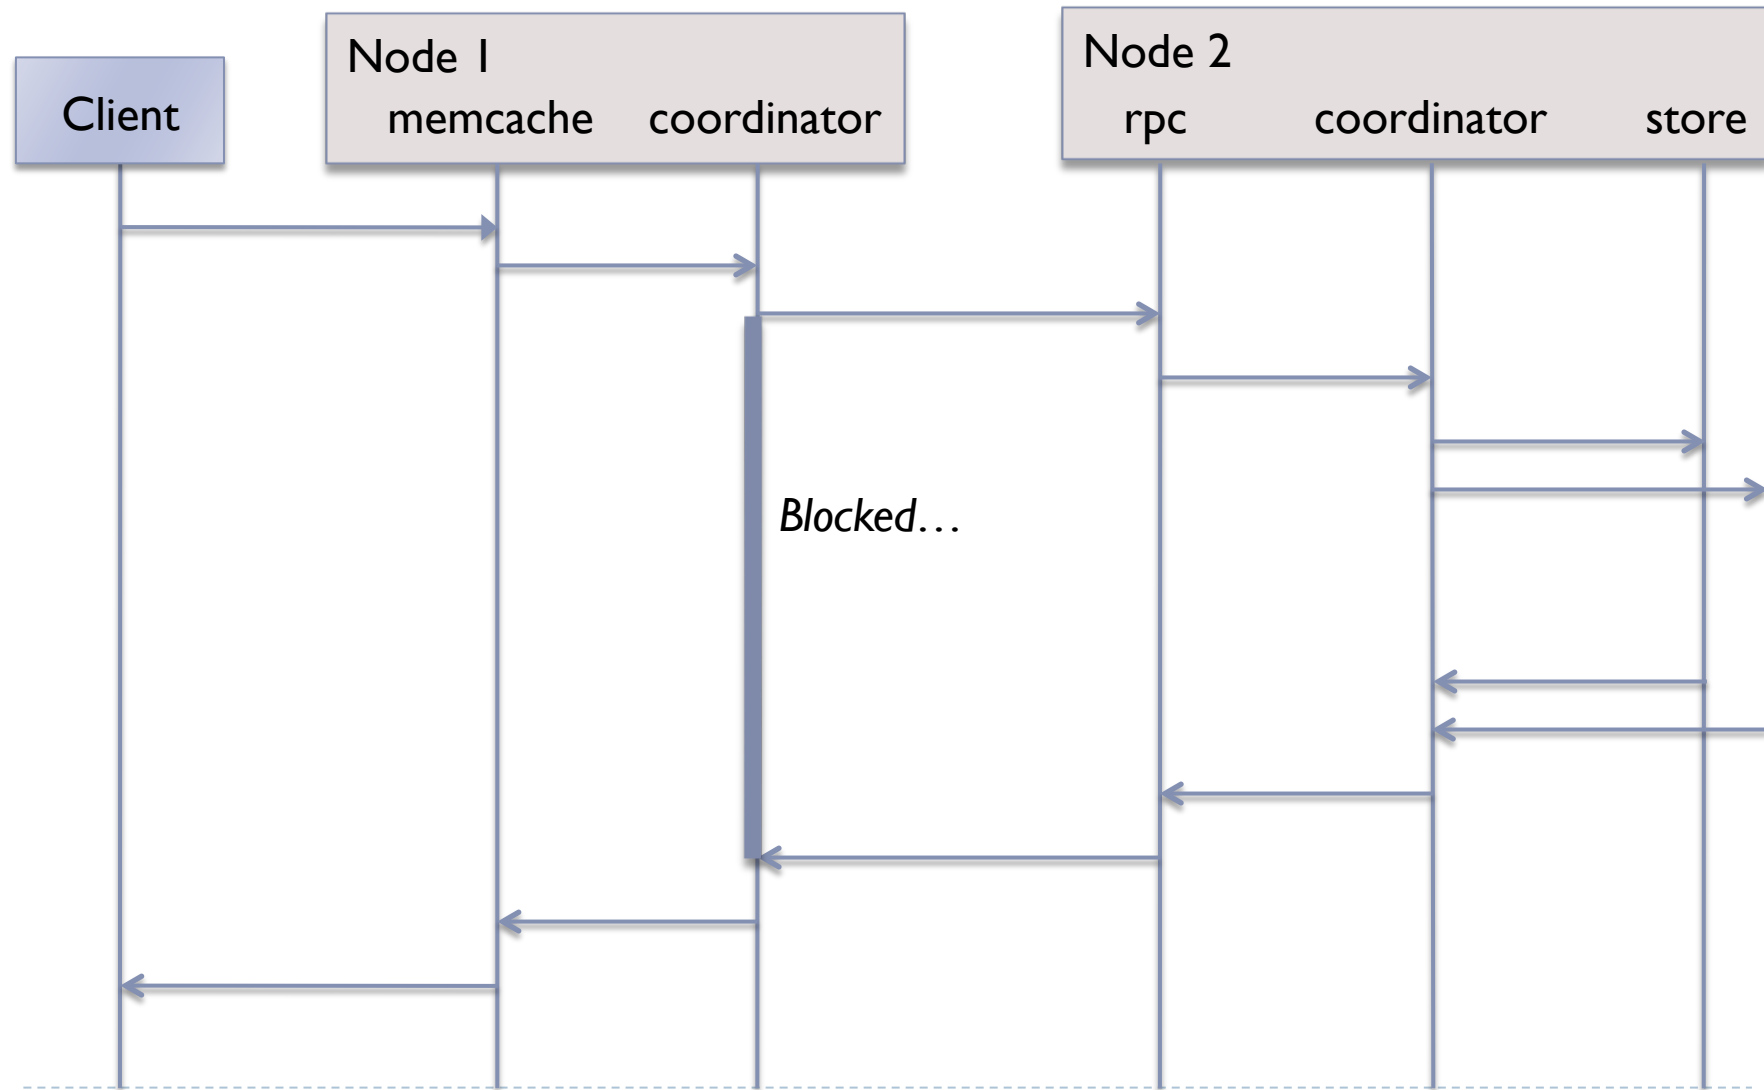 Client
Node 1
memcache coordinator
Node 2
rpc coordinator store
Blocked…